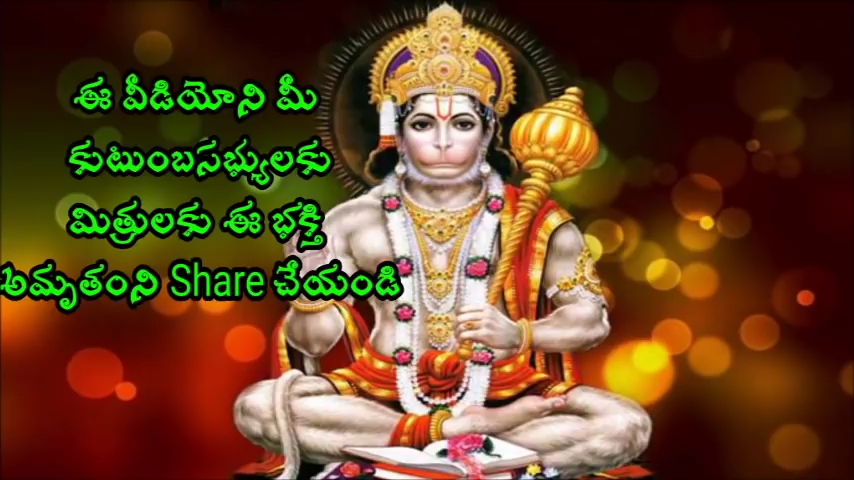 ఈ వీడియోని మీ
కుటుంబసభ్యులకు
మిత్రులకు ఈ భక్తి
అమృతంని Share చేయండి